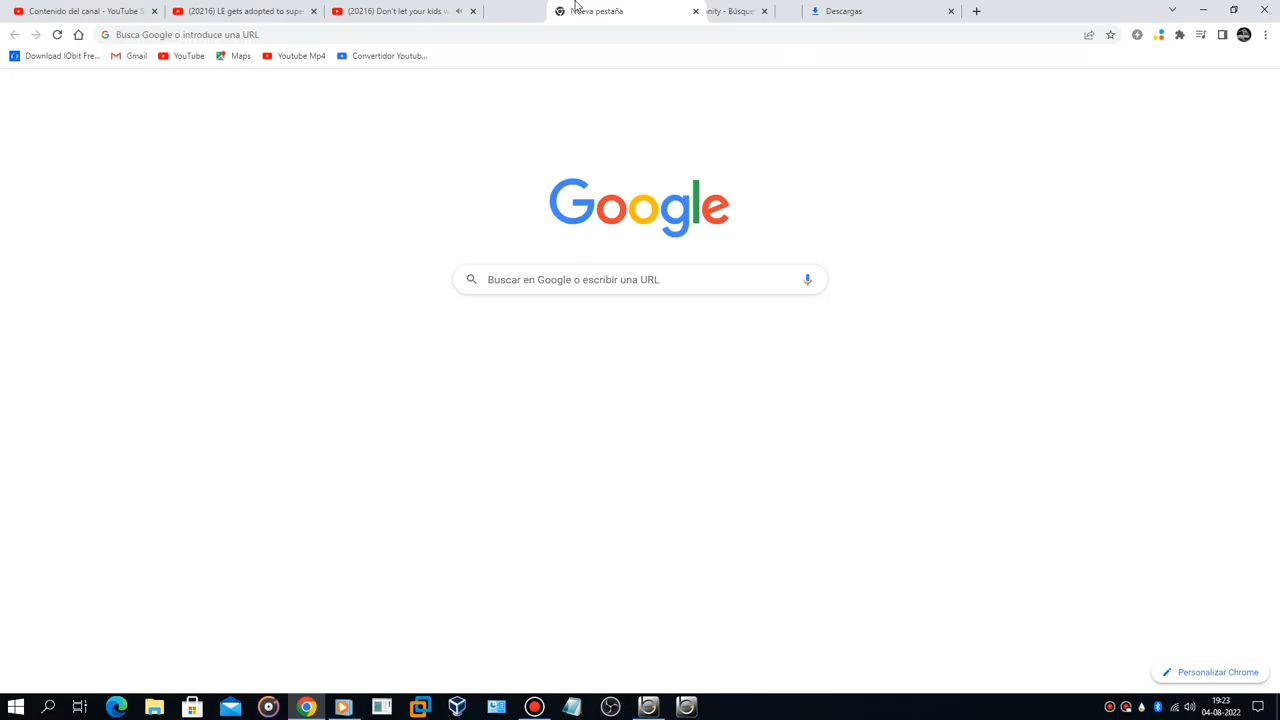 Contenido del canal - YouTube S
(20216) LE gets adopted to supe
(20216) Don't let your kids w
Nueva pestaña
nity - Búsque
Descargas
Busca Google o introduce una URL
Download IObit Fre...
Gmail
YouTube
Maps
Youtube Mp4
Convertidor Youtub...
Google
Buscar en Google o escribir una URL
Personalizar Chrome
19:23
04-08-2022